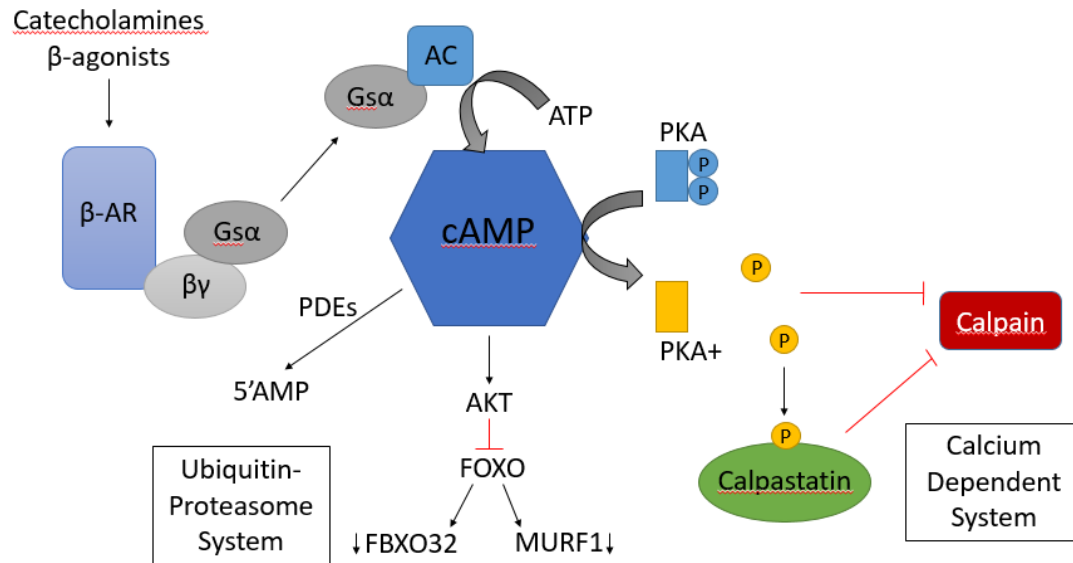 Catecholamines
β-agonists
β-AR
Gsα
βγ
Gsα
AC
ATP
cAMP
PKA
P
P
PKA+
P
P
P
Calpain
Calpastatin
PDEs
5’AMP
AKT
FOXO
↓FBXO32
MURF1↓
Ubiquitin-
Proteasome
System
Calcium
Dependent
System